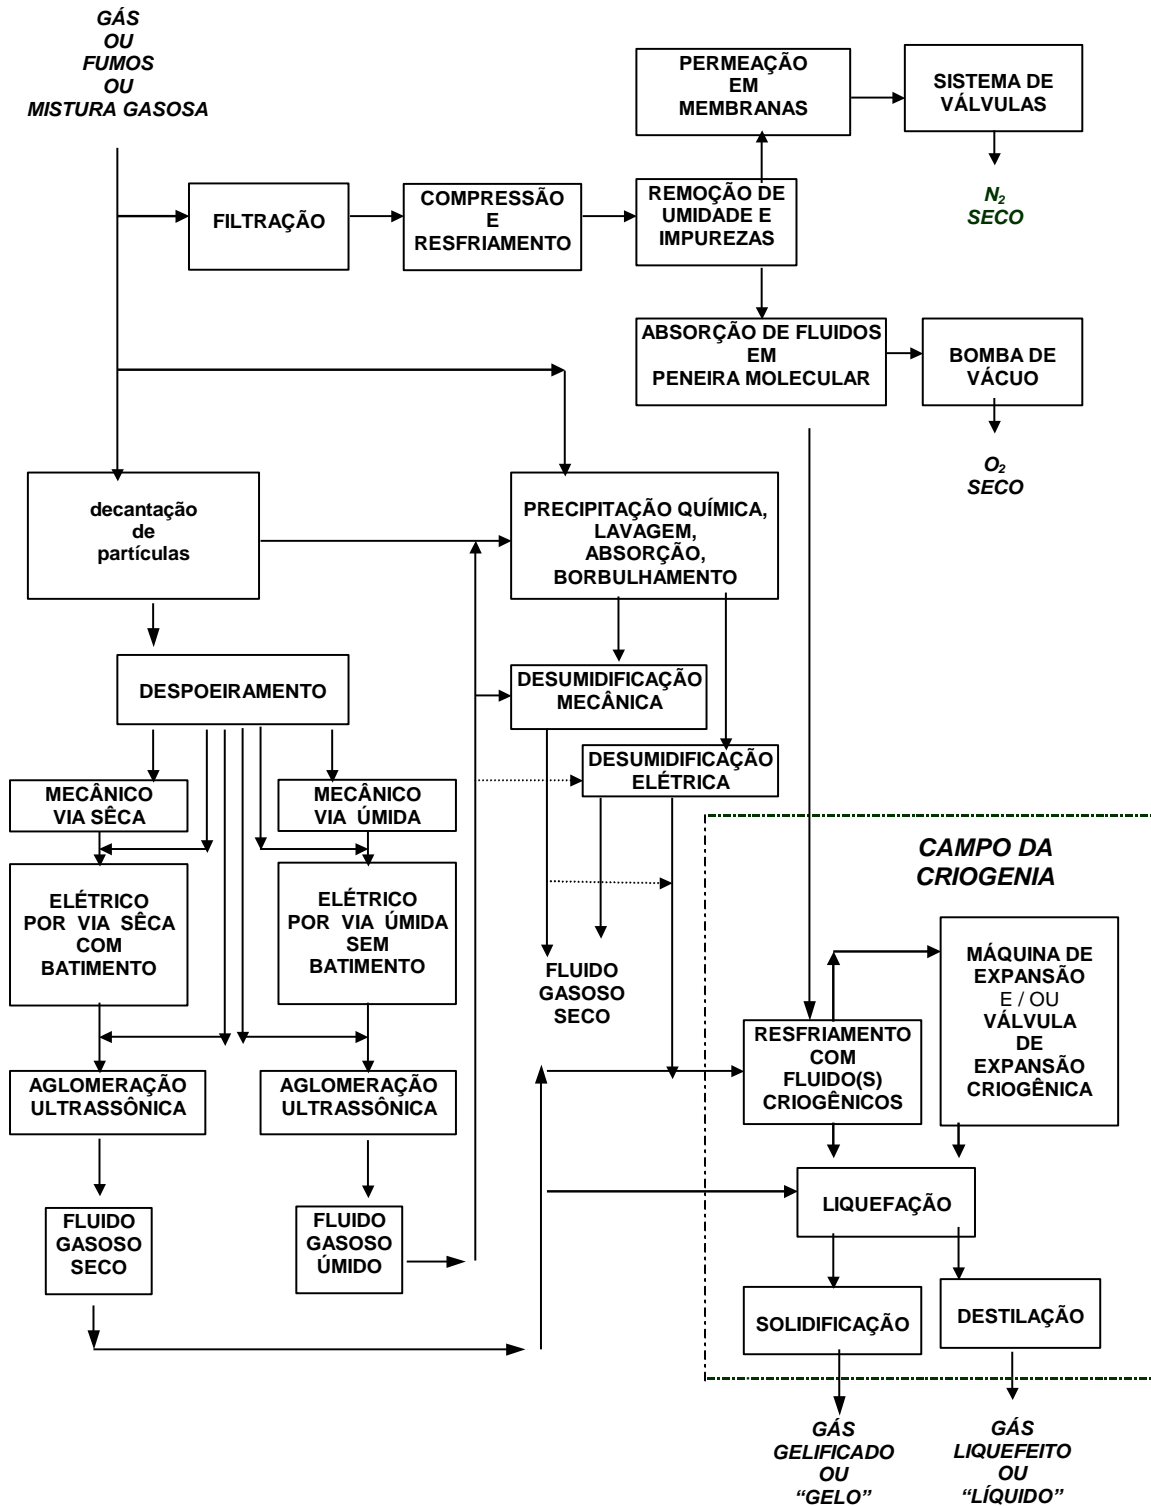 GÁS
OU
FUMOS
OU
MISTURA GASOSA
PERMEAÇÃO
EM
MEMBRANAS
SISTEMA DE
VÁLVULAS
N₂
SECO
FILTRAÇÃO
COMPRESSÃO
E
RESFRIAMENTO
REMOÇÃO DE
UMIDADE E
IMPUREZAS
ABSORÇÃO DE FLUIDOS
EM
PENEIRA MOLECULAR
BOMBA DE
VÁCUO
O₂
SECO
decantação
de
partículas
PRECIPITAÇÃO QUÍMICA,
LAVAGEM,
ABSORÇÃO,
BORBULHAMENTO
DESPOEIRAMENTO
DESUMIDIFICAÇÃO
MECÂNICA
DESUMIDIFICAÇÃO
ELÉTRICA
MECÂNICO
VIA SÊCA
MECÂNICO
VIA ÚMIDA
ELÉTRICO
POR VIA SÊCA
COM
BATIMENTO
ELÉTRICO
POR VIA ÚMIDA
SEM
BATIMENTO
FLUIDO
GASOSO
SECO
CAMPO DA
CRIOGENIA
MÁQUINA DE
EXPANSÃO
E / OU
VÁLVULA
DE
EXPANSÃO
CRIOGÊNICA
RESFRIAMENTO
COM
FLUIDO(S)
CRIOGÊNICOS
AGLOMERAÇÃO
ULTRASSÔNICA
AGLOMERAÇÃO
ULTRASSÔNICA
LIQUEFAÇÃO
FLUIDO
GASOSO
SECO
FLUIDO
GASOSO
ÚMIDO
SOLIDIFICAÇÃO
DESTILAÇÃO
GÁS
GELIFICADO
OU
“GELO”
GÁS
LIQUEFEITO
OU
“LÍQUIDO”